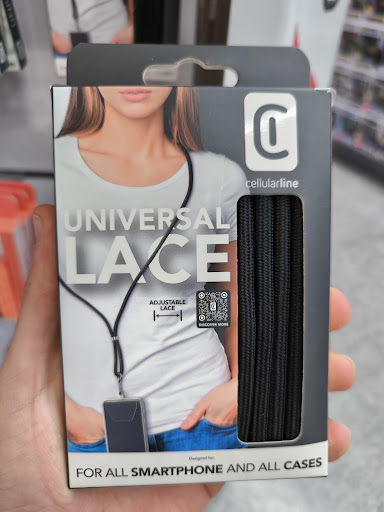 cellularline
UNIVERSAL
LACE
ADJUSTABLE
LACE
DISCOVER MORE
Designed for:
FOR ALL SMARTPHONE AND ALL CASES